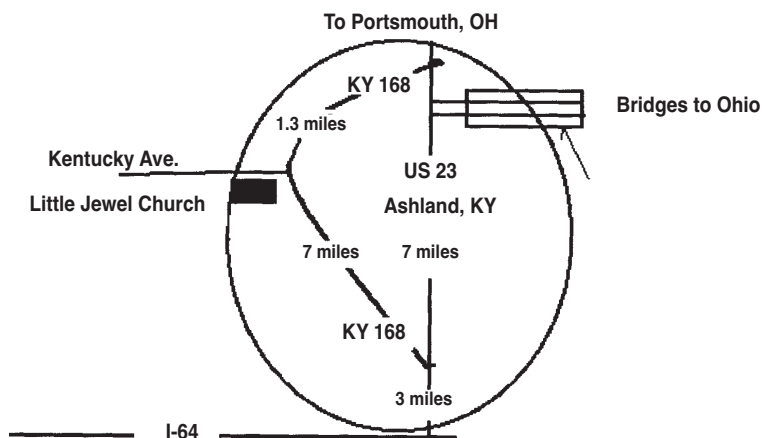 To Portsmouth, OH
KY 168
Bridges to Ohio
1.3 miles
Kentucky Ave.
US 23
Little Jewel Church
Ashland, KY
7 miles
7 miles
KY 168
3 miles
I-64